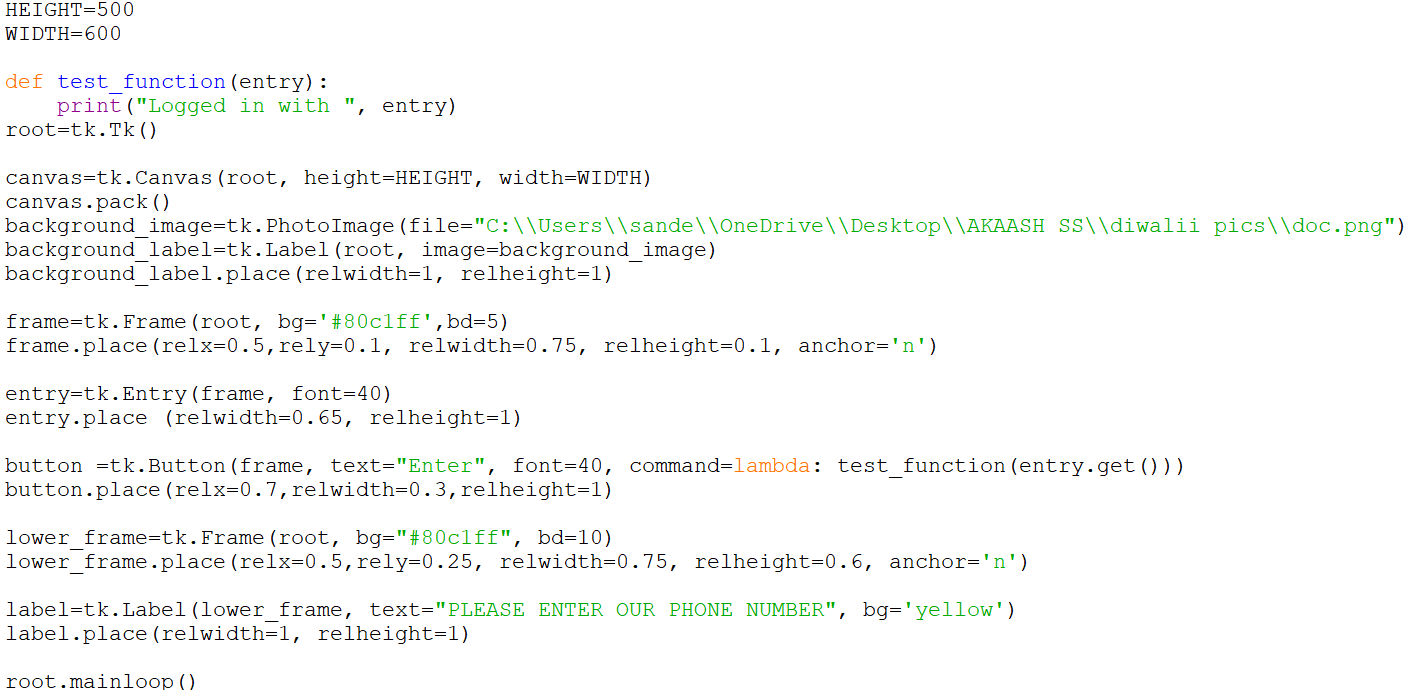 HEIGHT=500
WIDTH=600
def test_function(entry):
    print("Logged in with ", entry)
root=tk.Tk()
canvas=tk.Canvas(root, height=HEIGHT, width=WIDTH)
canvas.pack()
background_image=tk.PhotoImage(file="C:\\Users\\sande\\OneDrive\\Desktop\\AKAASH SS\\diwalii pics\\doc.png")
background_label=tk.Label(root, image=background_image)
background_label.place(relwidth=1, relheight=1)
frame=tk.Frame(root, bg='#80c1ff',bd=5)
frame.place(relx=0.5,rely=0.1, relwidth=0.75, relheight=0.1, anchor='n')
entry=tk.Entry(frame, font=40)
entry.place (relwidth=0.65, relheight=1)
button =tk.Button(frame, text="Enter", font=40, command=lambda: test_function(entry.get()))
button.place(relx=0.7,relwidth=0.3,relheight=1)
lower_frame=tk.Frame(root, bg="#80c1ff", bd=10)
lower_frame.place(relx=0.5,rely=0.25, relwidth=0.75, relheight=0.6, anchor='n')
label=tk.Label(lower_frame, text="PLEASE ENTER OUR PHONE NUMBER", bg='yellow')
label.place(relwidth=1, relheight=1)
root.mainloop()